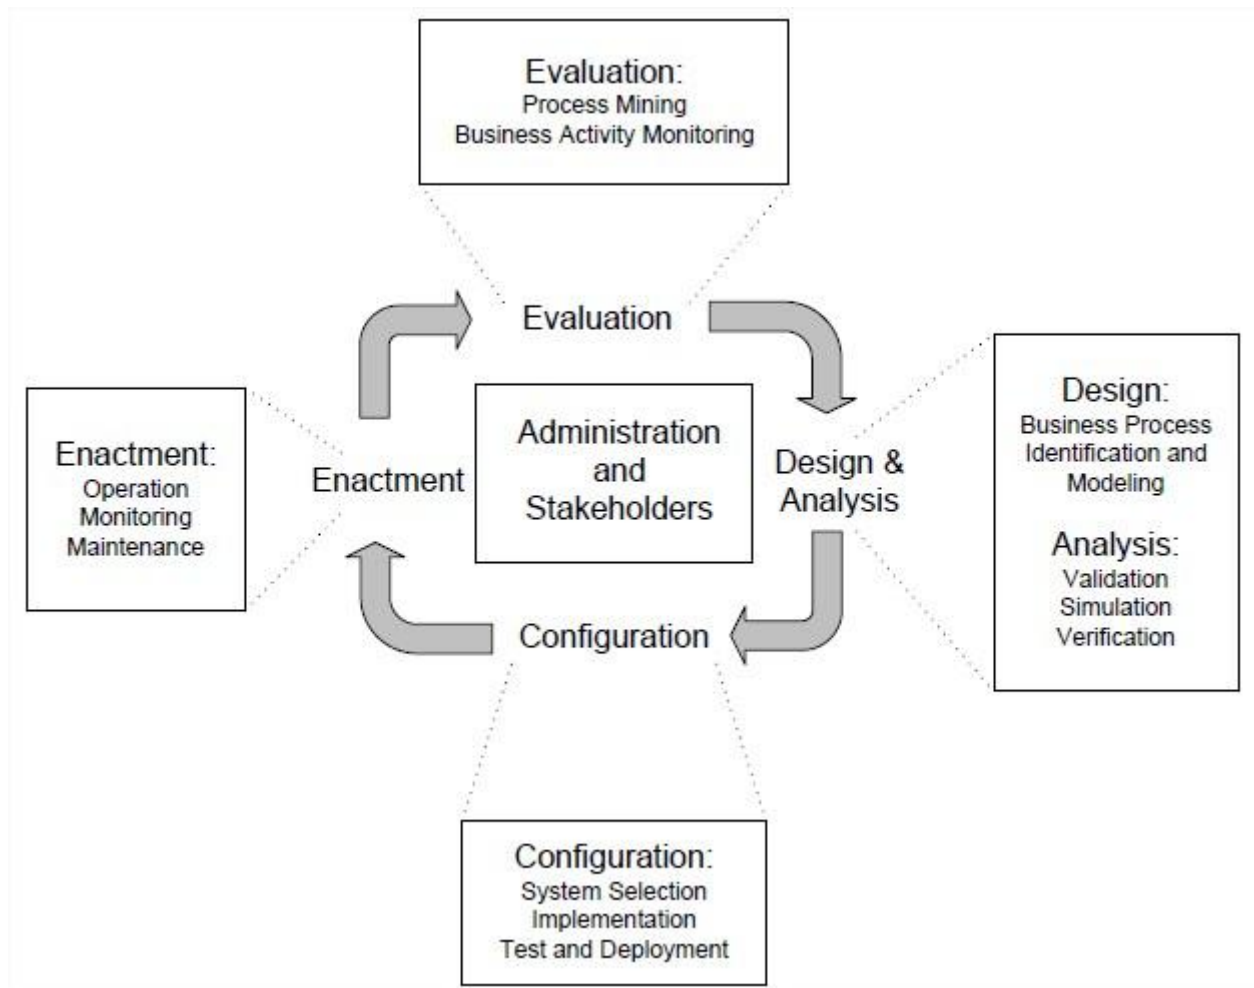 Evaluation:
Process Mining
Business Activity Monitoring
Evaluation
Enactment:
Operation
Monitoring
Maintenance
Enactment
Administration
and
Stakeholders
Design &
Analysis
Design:
Business Process
Identification and
Modeling
Analysis:
Validation
Simulation
Verification
Configuration
Configuration:
System Selection
Implementation
Test and Deployment